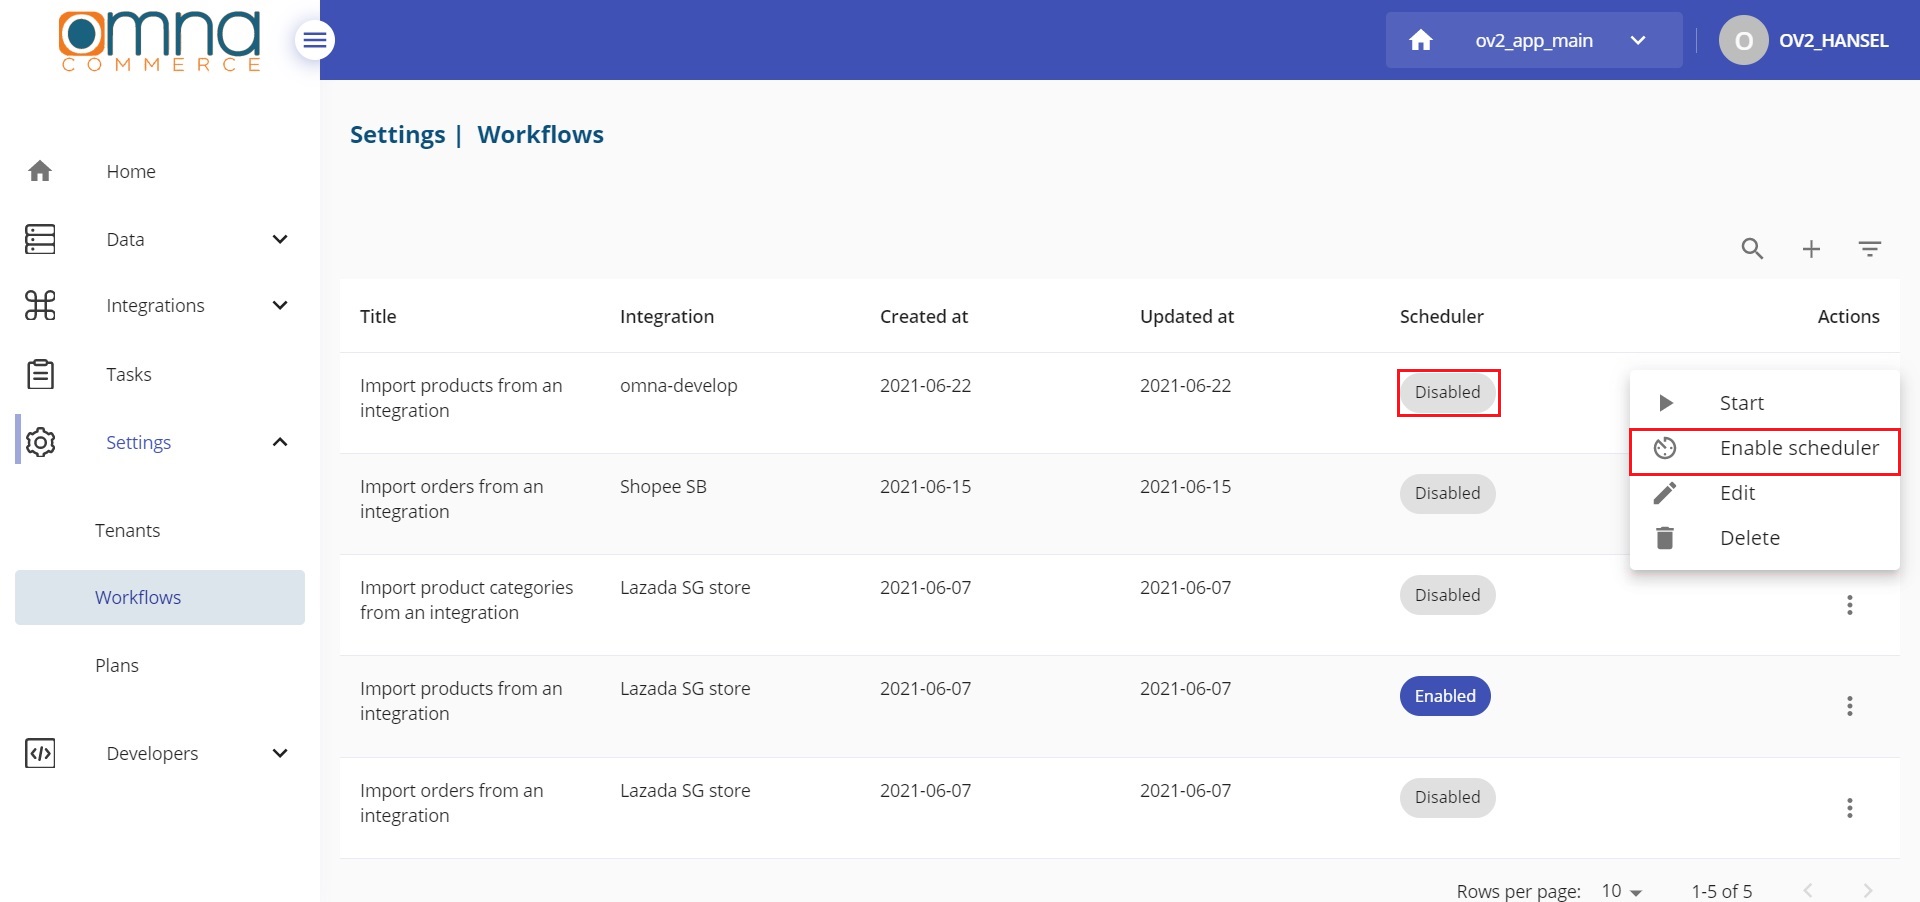 omna
COMMERCE
ov2_app_main
O
OV2_HANSEL
Home
Data
Integrations
Tasks
Settings
Tenants
Workflows
Plans
Developers
Settings | Workflows
Title
Integration
Created at
Updated at
Scheduler
Actions
Import products from an
integration
omna-develop
2021-06-22
2021-06-22
Disabled
Start
Enable scheduler
Edit
Delete
Import orders from an
integration
Shopee SB
2021-06-15
2021-06-15
Disabled
Import product categories
from an integration
Lazada SG store
2021-06-07
2021-06-07
Disabled
Import products from an
integration
Lazada SG store
2021-06-07
2021-06-07
Enabled
Import orders from an
integration
Lazada SG store
2021-06-07
2021-06-07
Disabled
Rows per page: 10
1-5 of 5